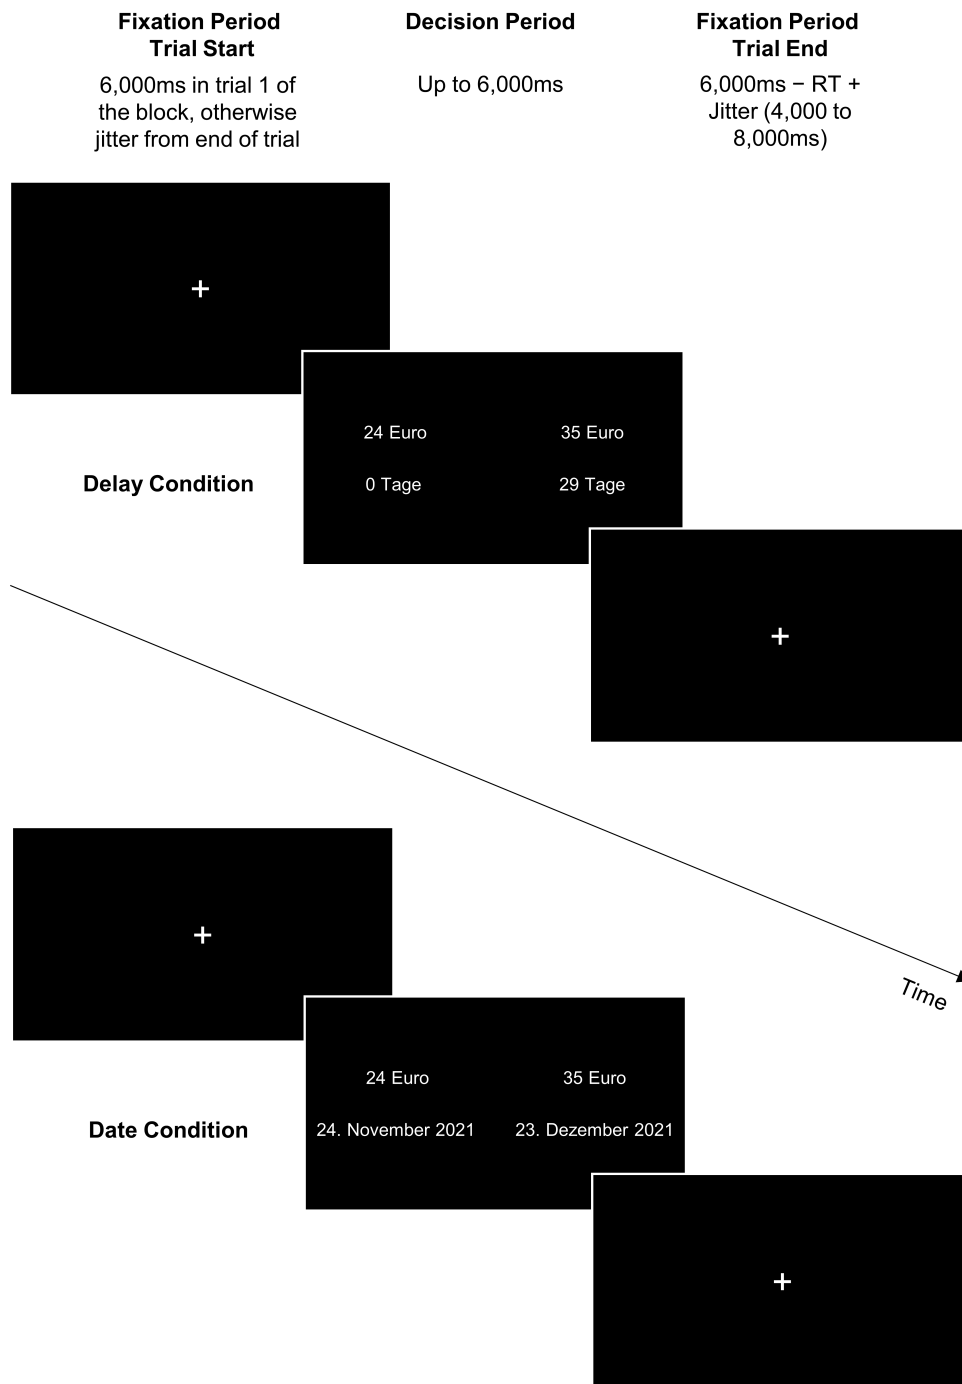 Fixation Period
Trial Start
6,000ms in trial 1 of
the block, otherwise
jitter from end of trial
Decision Period
Up to 6,000ms
Fixation Period
Trial End
6,000ms − RT +
Jitter (4,000 to
8,000ms)
+
24 Euro 35 Euro
0 Tage 29 Tage
Delay Condition
+
Time
+
24 Euro 35 Euro
24. November 2021 23. Dezember 2021
Date Condition
+